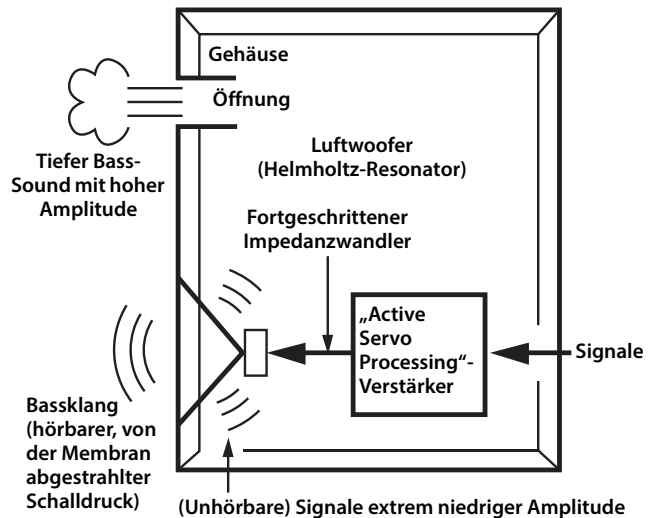 Gehäuse
Öffnung
Tiefer Bass-
Sound mit hoher
Amplitude
Luftwoofer
(Helmholtz-Resonator)
Fortgeschrittener
Impedanzwandler
„Active
Servo
Processing“-
Verstärker
Signale
Bassklang
(hörbarer, von
der Membran
abgestrahlter
Schalldruck)
(Unhörbare) Signale extrem niedriger Amplitude